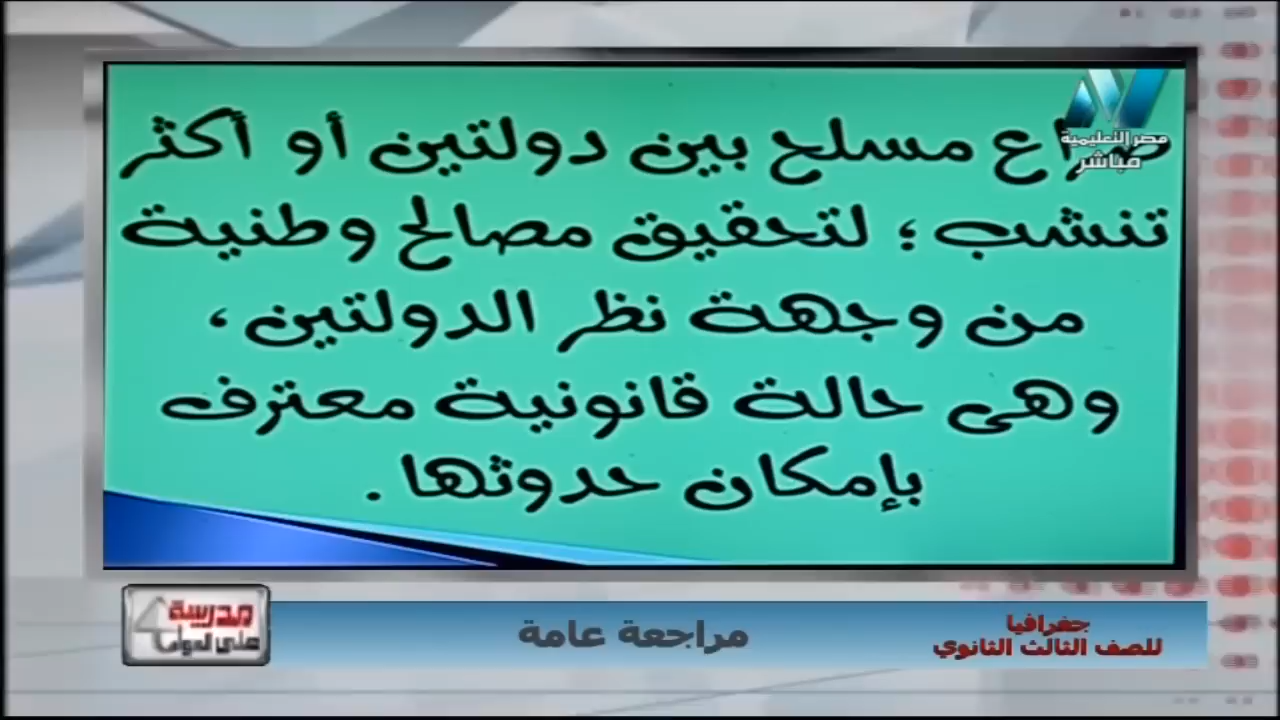 صراع مسلح بين دولتين أو أكثر
تنشب ؛ لتحقيق مصالح وطنية
من وجهة نظر الدولتين ،
وهى حالة قانونية معترف
بإمكان حدوثها .
مصر التعليمية
مباشر
جغرافيا
للصف الثالث الثانوي
مراجعة عامة
مدرسة
على الهواء